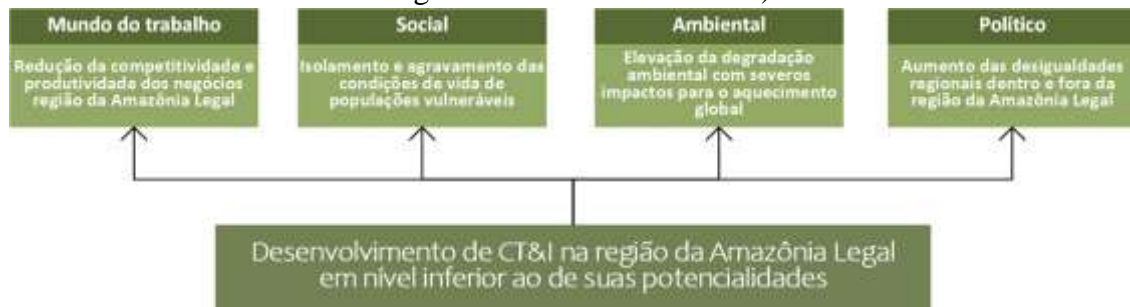 Mundo do trabalho
Redução da competitividade e
produtividade dos negócios
região da Amazônia Legal
Social
Isolamento e agravamento das
condições de vida de
populações vulneráveis
Ambiental
Elevação da degradação
ambiental com severos
impactos para o aquecimento
global
Político
Aumento das desigualdades
regionais dentro e fora da
região da Amazônia Legal
Desenvolvimento de CT&I na região da Amazônia Legal
em nível inferior ao de suas potencialidades